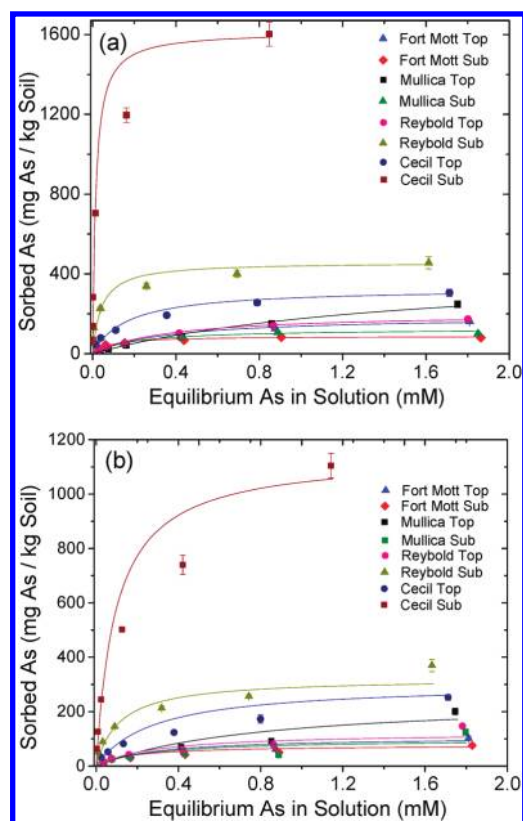 (a)
Sorbed As (mg As / kg Soil)
1600
1200
800
400
0
Fort Mott Top
Fort Mott Sub
Mullica Top
Mullica Sub
Reybold Top
Reybold Sub
Cecil Top
Cecil Sub
0.0 0.4 0.8 1.2 1.6 2.0
Equilibrium As in Solution (mM)
(b)
Sorbed As (mg As / kg Soil)
1200
1000
800
600
400
200
0
Fort Mott Top
Fort Mott Sub
Mullica Top
Mullica Sub
Reybold Top
Reybold Sub
Cecil Top
Cecil Sub
0.0 0.4 0.8 1.2 1.6 2.0
Equilibrium As in Solution (mM)